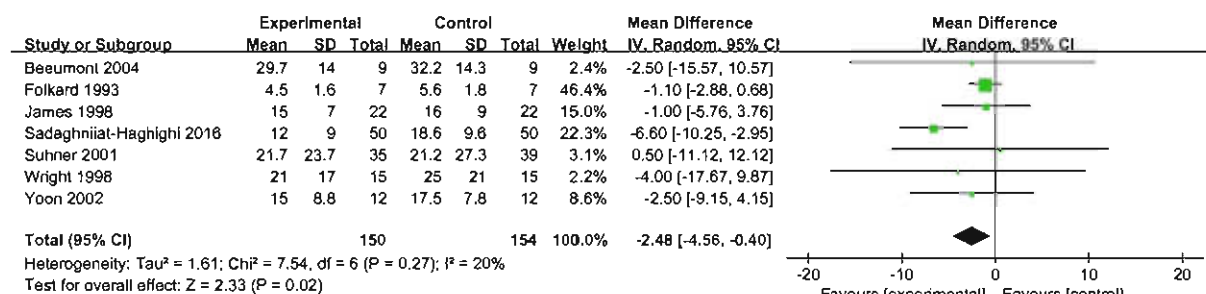 Experimental Control Mean Difference Mean Difference
Study or Subgroup Mean SD Total Mean SD Total Weight IV, Random, 95% CI IV, Random, 95% CI
Beeumont 2004 29.7 14 9 32.2 14.3 9 2.4% -2.50 [-15.57, 10.57]
Folkard 1993 4.5 1.6 7 5.6 1.8 7 46.4% -1.10 [-2.88, 0.68]
James 1998 15 7 22 16 9 22 15.0% -1.00 [-5.76, 3.76]
Sadaghniiat-Haghighi 2016 12 9 50 18.6 9.6 50 22.3% -6.60 [-10.25, -2.95]
Suhner 2001 21.7 23.7 35 21.2 27.3 39 3.1% 0.50 [-11.12, 12.12]
Wright 1998 21 17 15 25 21 15 2.2% -4.00 [-17.67, 9.87]
Yoon 2002 15 8.8 12 17.5 7.8 12 8.6% -2.50 [-9.15, 4.15]
Total (95% CI) 150 154 100.0% -2.48 [-4.56, -0.40]
Heterogeneity: Tau² = 1.61; Chi² = 7.54, df = 6 (P = 0.27); I² = 20%
Test for overall effect: Z = 2.33 (P = 0.02)
-20 -10 0 10 20
Favours [experimental] Favours [control]